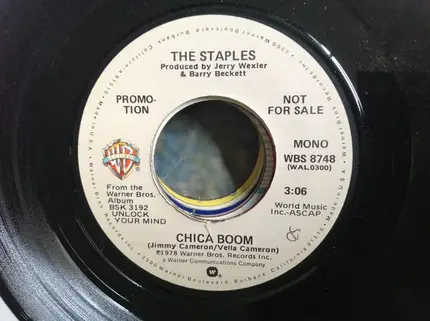 THE STAPLES
Produced by Jerry Wexler
& Barry Beckett
PROMO-
TION
NOT
FOR SALE
MONO
WBS 8748
(WAL0300)
3:06
World Music
Inc.-ASCAP
From the
Warner Bros.
Album
BSK 3192
UNLOCK
YOUR MIND
CHICA BOOM
(Jimmy Cameron/Vella Cameron)
℗1978 Warner Bros. Records Inc.
a Warner Communications Company